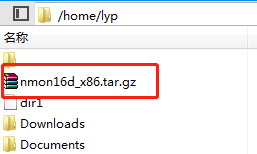 /home/lyp
名称
nmon16d_x86.tar.gz
dir1
Downloads
Documents